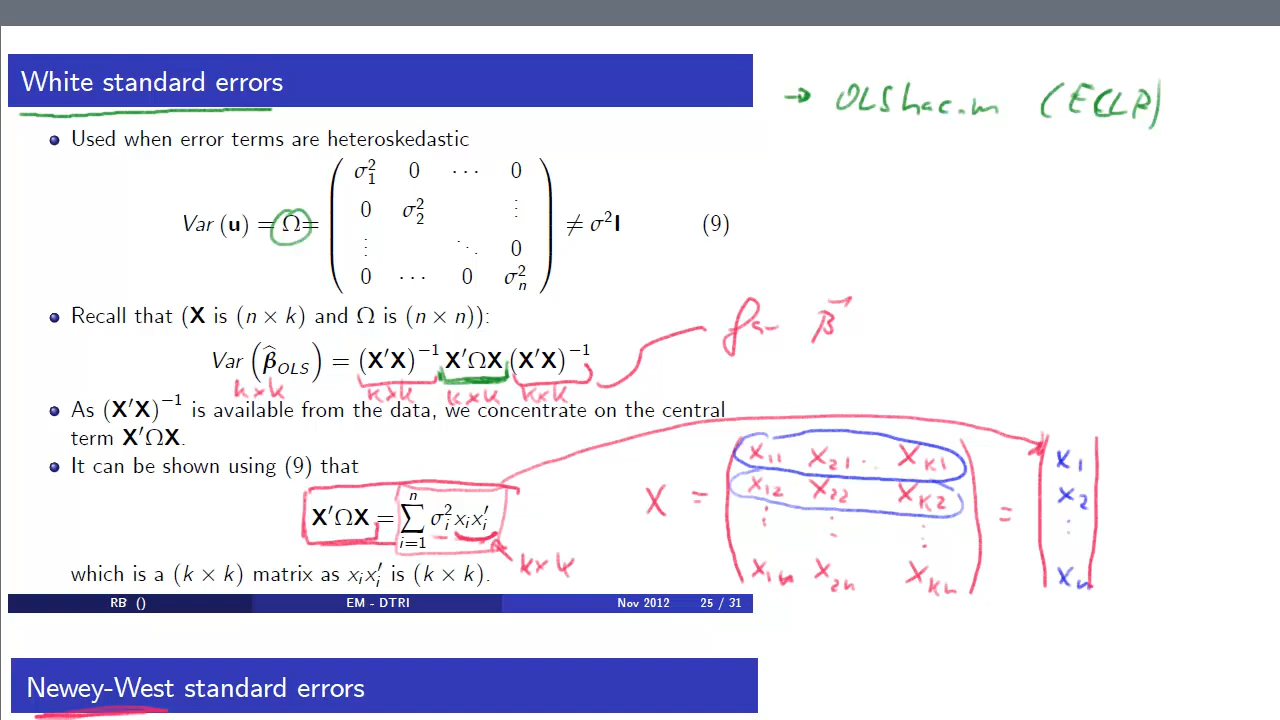 White standard errors
→ OLShac.m (ECLR)
Used when error terms are heteroskedastic
Var (u) = Ω = ( σ₁² 0 ⋯ 0
0 σ₂² ⋮
⋮ ⋱ 0
0 ⋯ 0 σₙ² ) ≠ σ²I (9)
Recall that (X is (n × k) and Ω is (n × n)):
Var (β̂_OLS) = (X′X)⁻¹ X′ΩX (X′X)⁻¹
k×k k×k k×k k×k
β⃗
As (X′X)⁻¹ is available from the data, we concentrate on the central
term X′ΩX.
It can be shown using (9) that
X′ΩX = ∑ᵢ₌₁ⁿ σᵢ² xᵢxᵢ′
k×k
which is a (k × k) matrix as xᵢxᵢ′ is (k × k).
X = ( x₁₁ x₂₁ .. x_K1
x₁₂ x₂₂ x_K2
⋮ ⋮ ⋮
x₁ₙ x₂ₙ x_Kn ) = ( x₁
x₂
⋮
xₙ )
RB () EM - DTRI Nov 2012 25 / 31
Newey-West standard errors